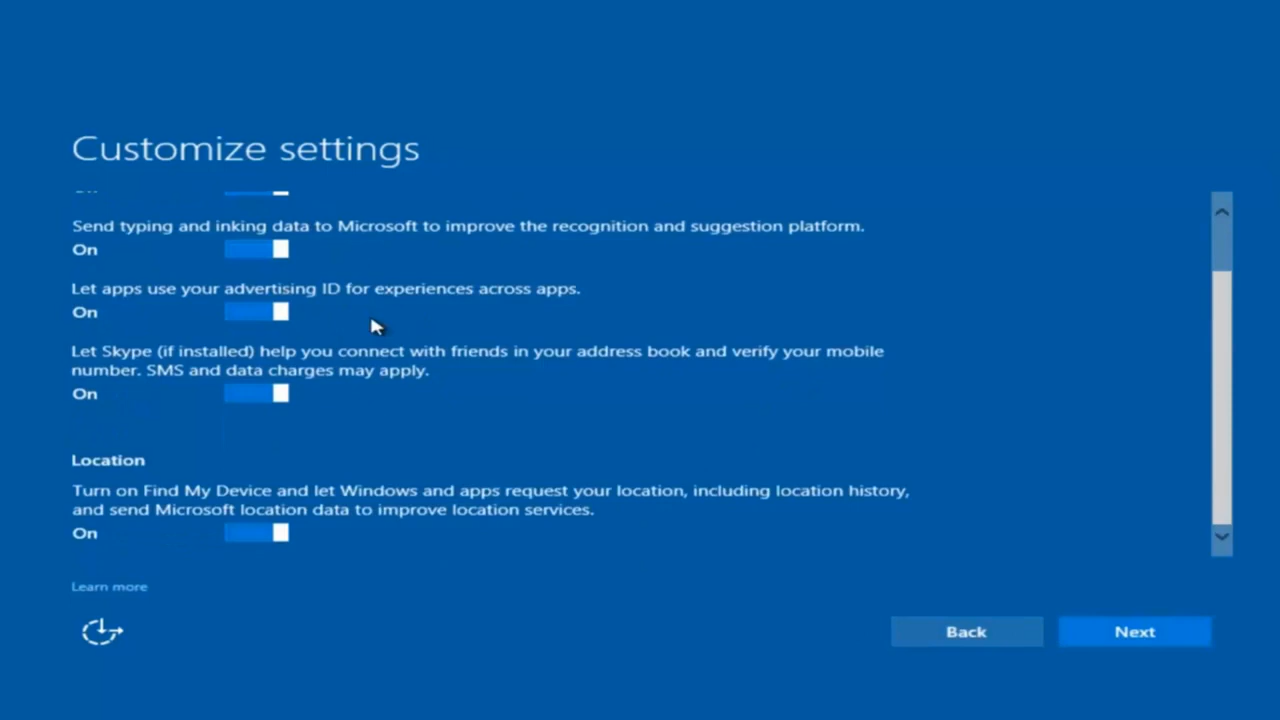 Customize settings
Send typing and inking data to Microsoft to improve the recognition and suggestion platform.
On
Let apps use your advertising ID for experiences across apps.
On
Let Skype (if installed) help you connect with friends in your address book and verify your mobile
number. SMS and data charges may apply.
On
Location
Turn on Find My Device and let Windows and apps request your location, including location history,
and send Microsoft location data to improve location services.
On
Learn more
Back
Next